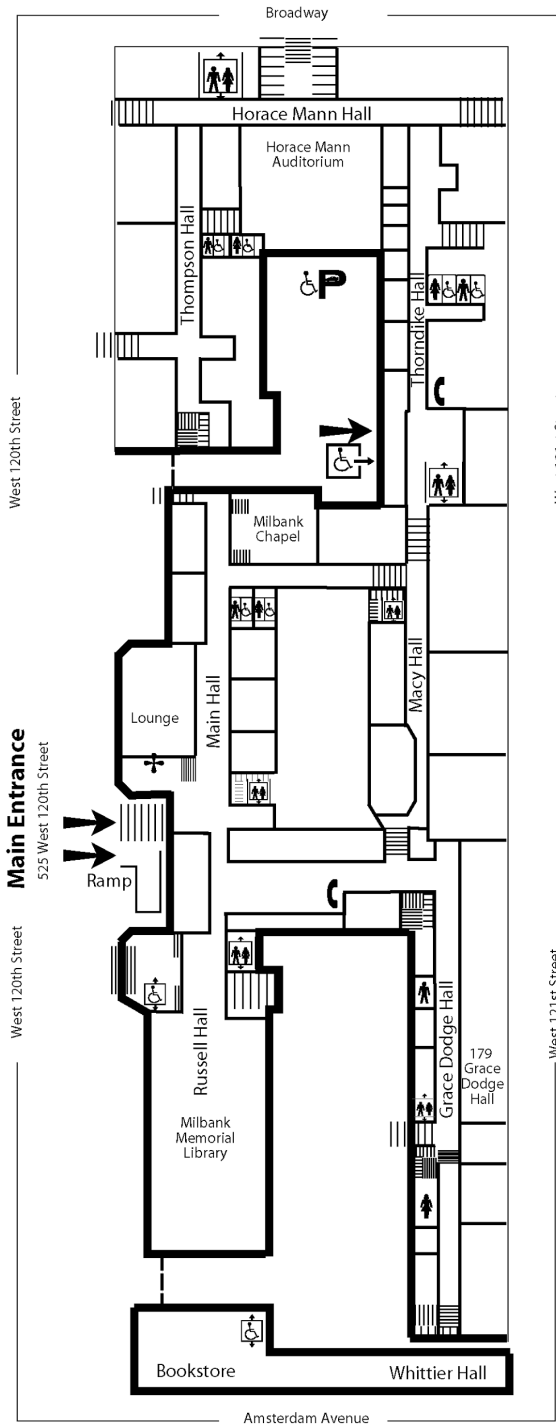 Broadway
Horace Mann Hall
Horace Mann
Auditorium
Thompson Hall
P
Thorndike Hall
West 120th Street
Milbank
Chapel
Main Hall
Macy Hall
Lounge
Main Entrance
525 West 120th Street
Ramp
West 120th Street
West 121st Street
Russell Hall
Grace Dodge Hall
179
Grace
Dodge
Hall
Milbank
Memorial
Library
Bookstore
Whittier Hall
Amsterdam Avenue